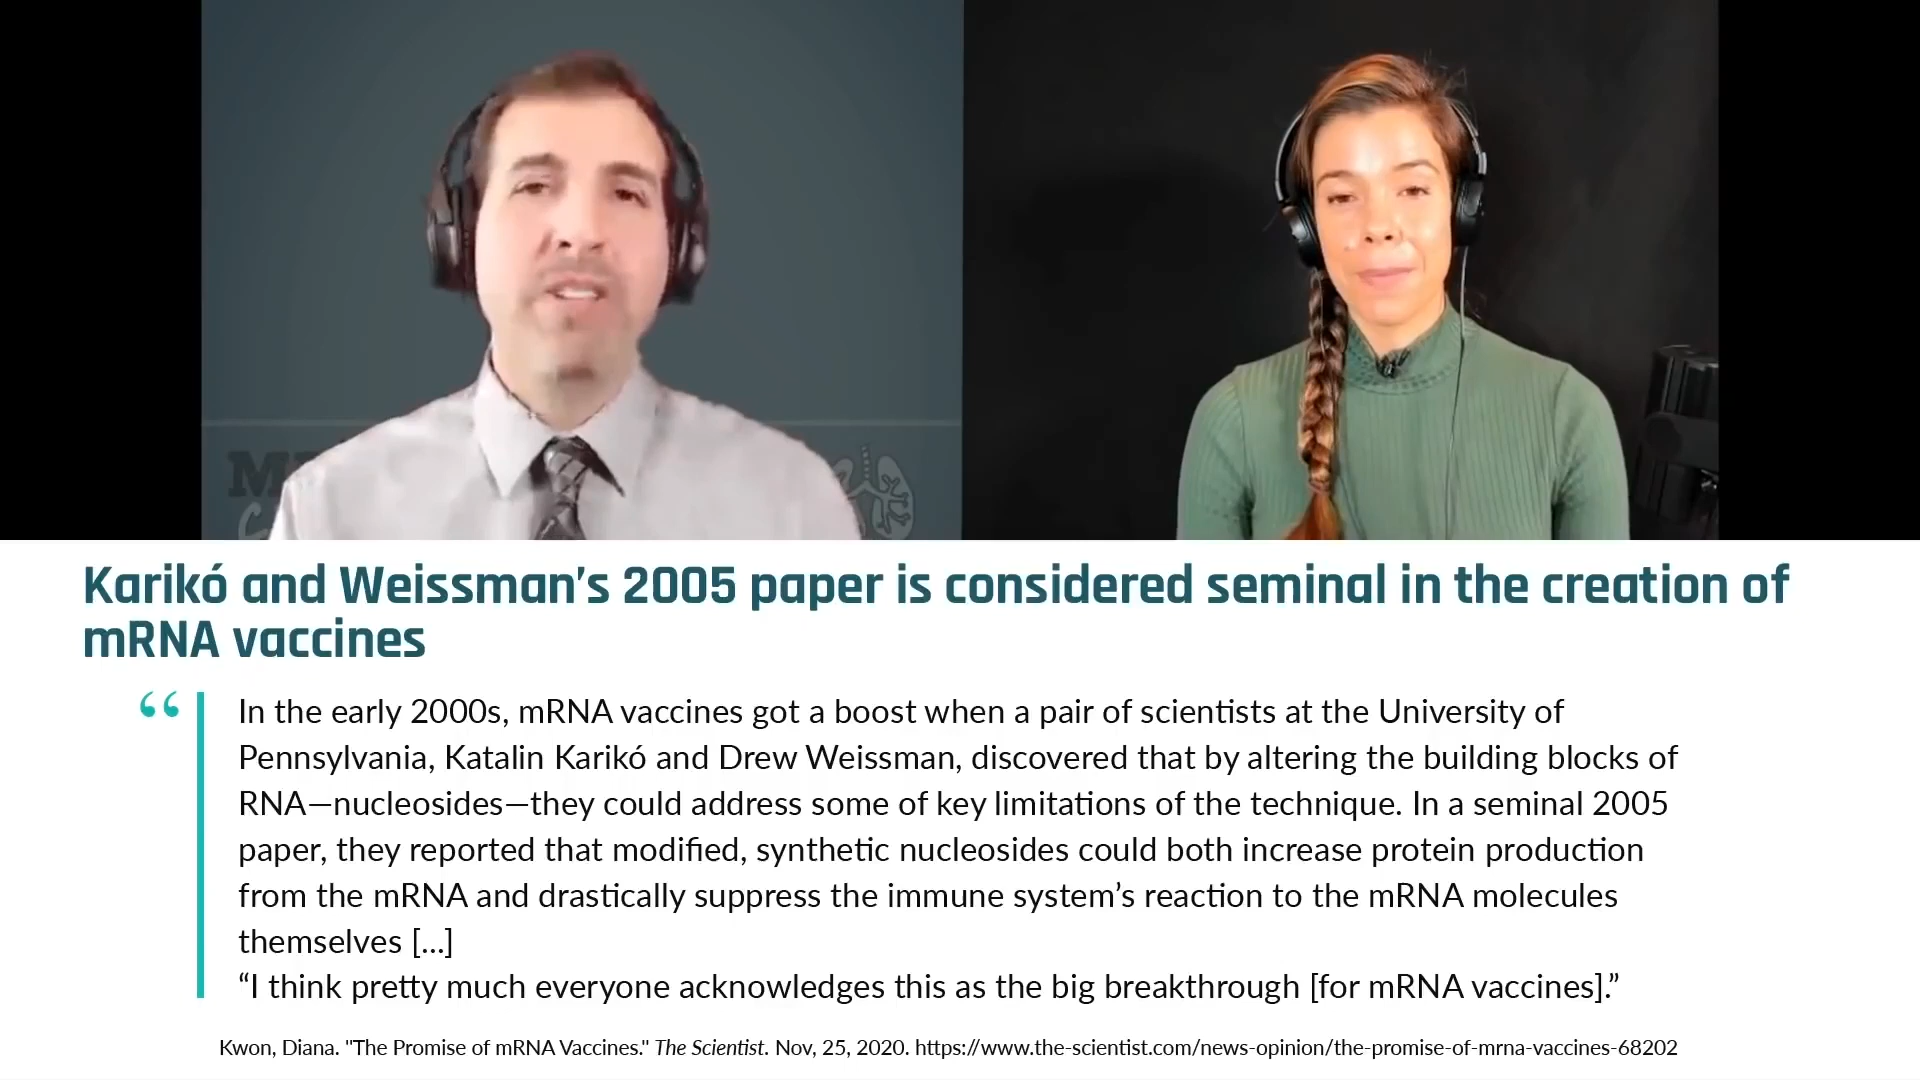 Karikó and Weissman's 2005 paper is considered seminal in the creation of
mRNA vaccines
“
In the early 2000s, mRNA vaccines got a boost when a pair of scientists at the University of
Pennsylvania, Katalin Karikó and Drew Weissman, discovered that by altering the building blocks of
RNA—nucleosides—they could address some of key limitations of the technique. In a seminal 2005
paper, they reported that modified, synthetic nucleosides could both increase protein production
from the mRNA and drastically suppress the immune system’s reaction to the mRNA molecules
themselves [...]
“I think pretty much everyone acknowledges this as the big breakthrough [for mRNA vaccines].”
Kwon, Diana. "The Promise of mRNA Vaccines." The Scientist. Nov, 25, 2020. https://www.the-scientist.com/news-opinion/the-promise-of-mrna-vaccines-68202